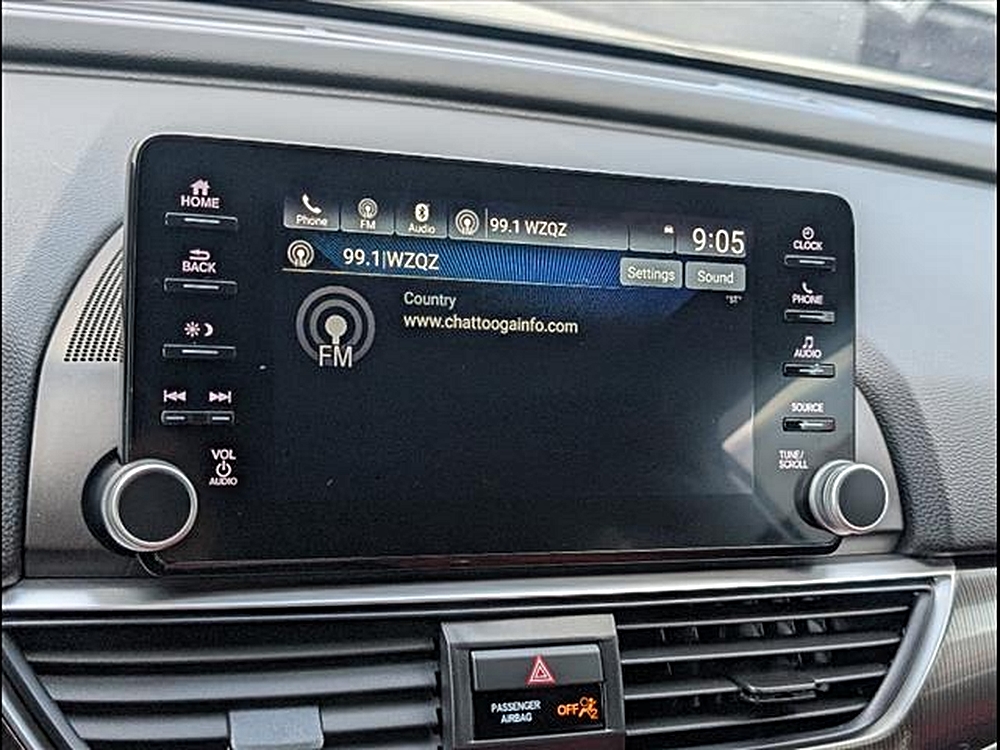 HOME
BACK
VOL
AUDIO
Phone
FM
Audio
99.1 WZQZ
9:05
99.1|WZQZ
Settings
Sound
"ST"
FM
Country
www.chattoogainfo.com
CLOCK
PHONE
AUDIO
SOURCE
TUNE/
SCROLL
PASSENGER
AIRBAG
OFF
2